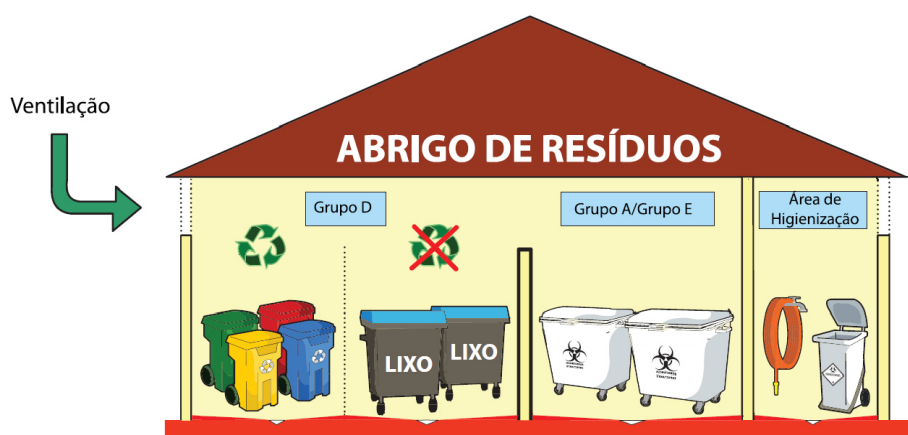 Ventilação
ABRIGO DE RESÍDUOS
Grupo D
Grupo A/Grupo E
Área de
Higienização
LIXO
LIXO